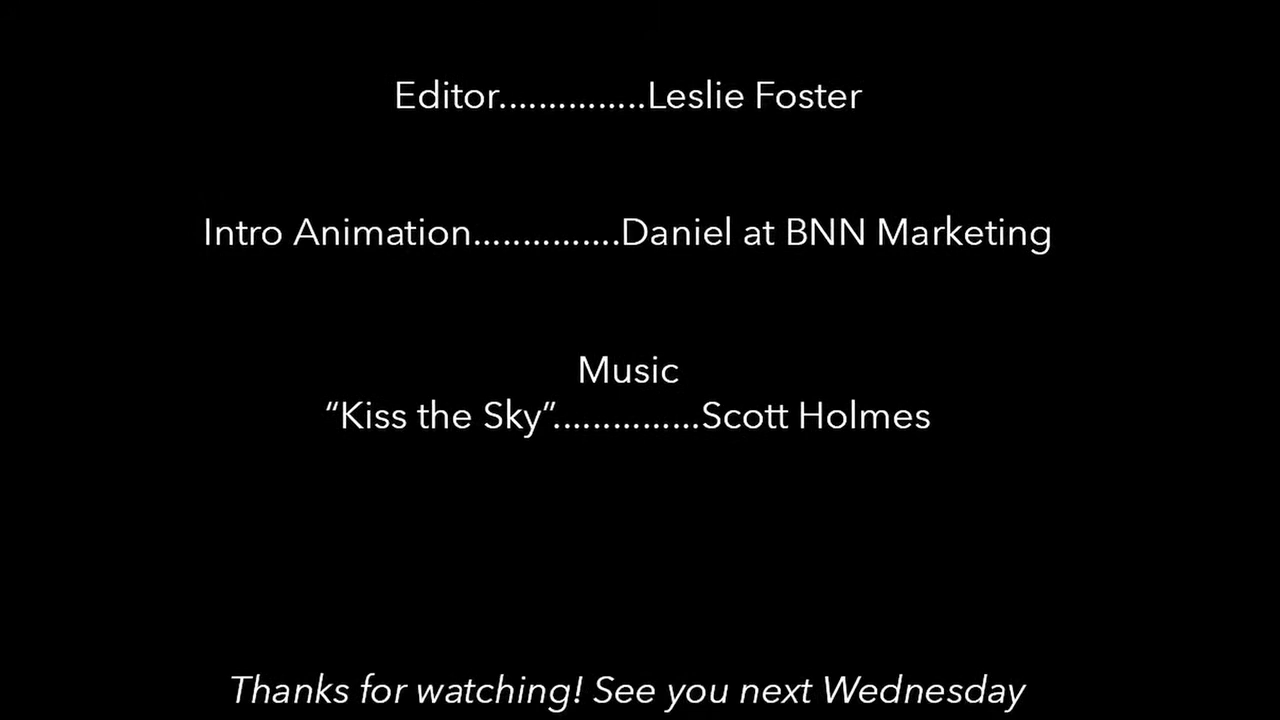 Editor...............Leslie Foster
Intro Animation...............Daniel at BNN Marketing
Music
“Kiss the Sky”...............Scott Holmes
Thanks for watching! See you next Wednesday